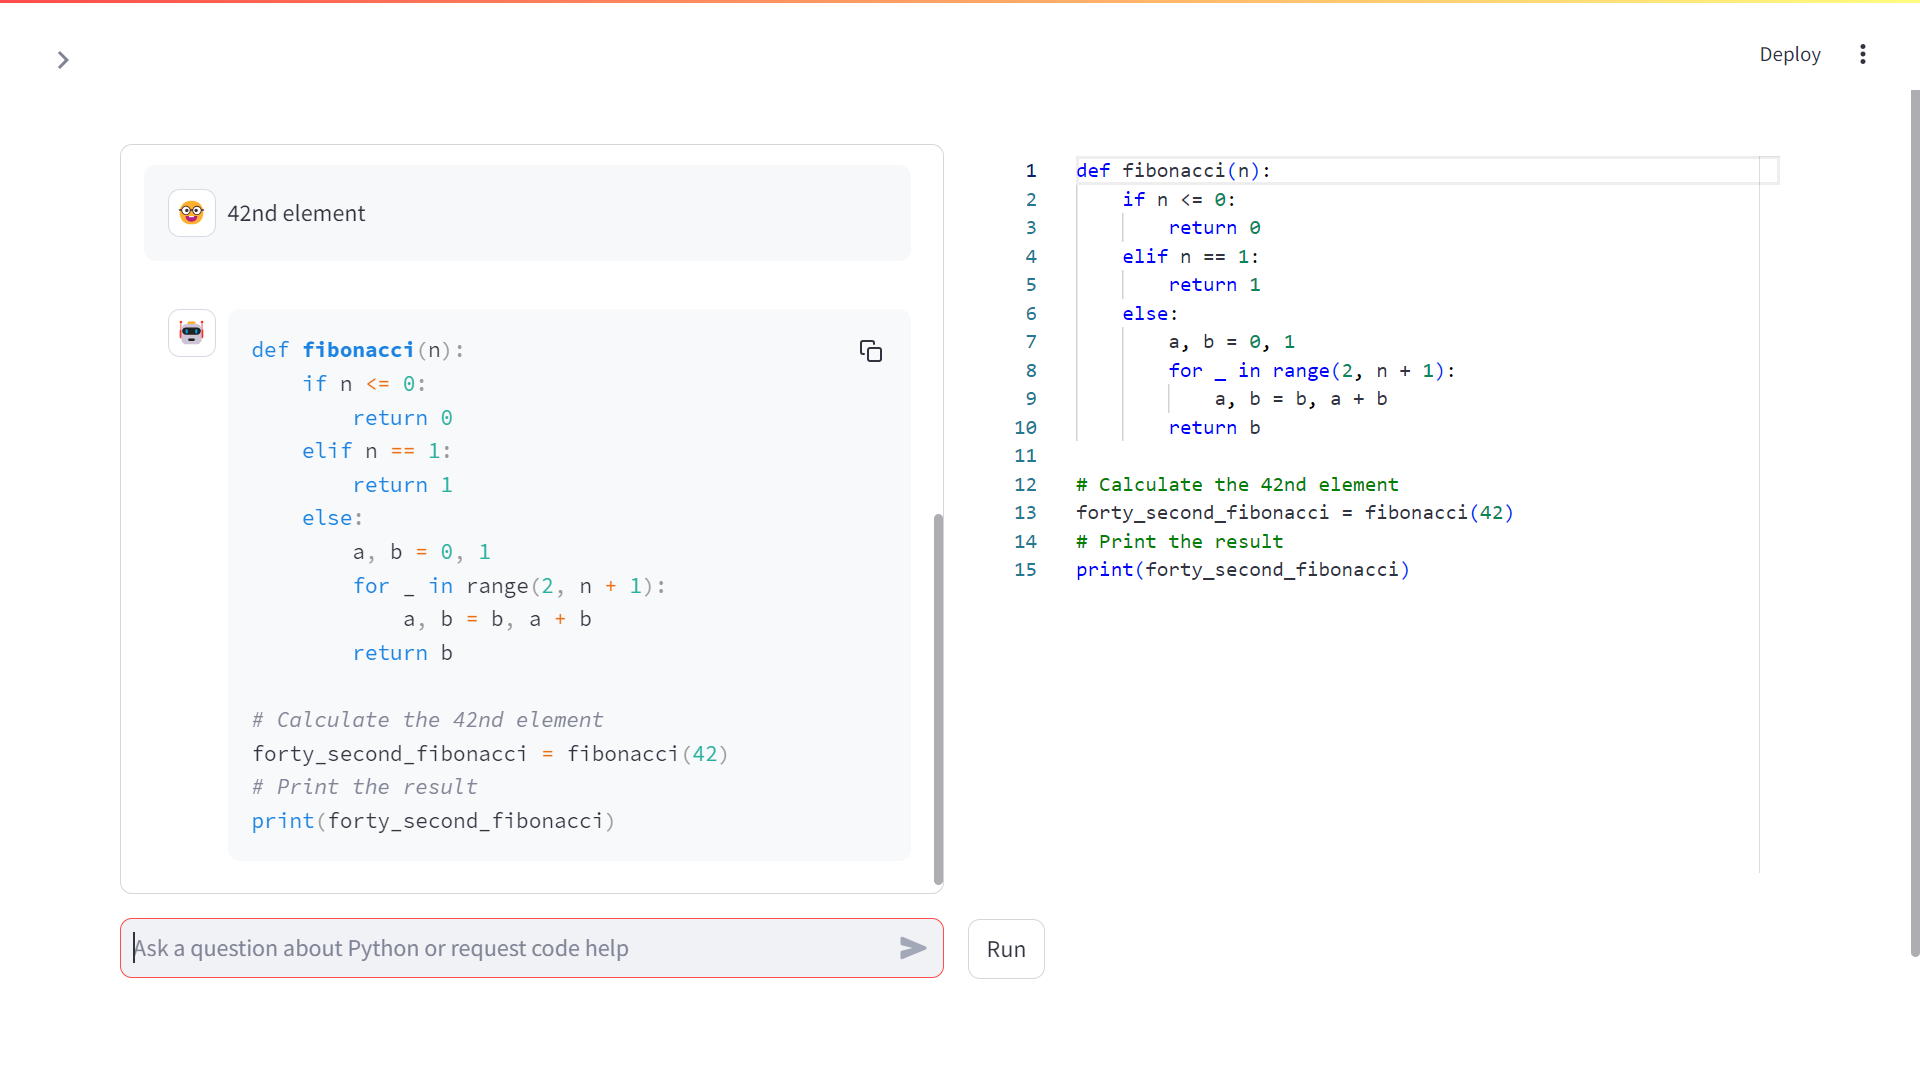 Deploy
42nd element
def fibonacci(n):
    if n <= 0:
        return 0
    elif n == 1:
        return 1
    else:
        a, b = 0, 1
        for _ in range(2, n + 1):
            a, b = b, a + b
        return b
# Calculate the 42nd element
forty_second_fibonacci = fibonacci(42)
# Print the result
print(forty_second_fibonacci)
Ask a question about Python or request code help
1 def fibonacci(n):
2     if n <= 0:
3         return 0
4     elif n == 1:
5         return 1
6     else:
7         a, b = 0, 1
8         for _ in range(2, n + 1):
9             a, b = b, a + b
10         return b
11
12 # Calculate the 42nd element
13 forty_second_fibonacci = fibonacci(42)
14 # Print the result
15 print(forty_second_fibonacci)
Run